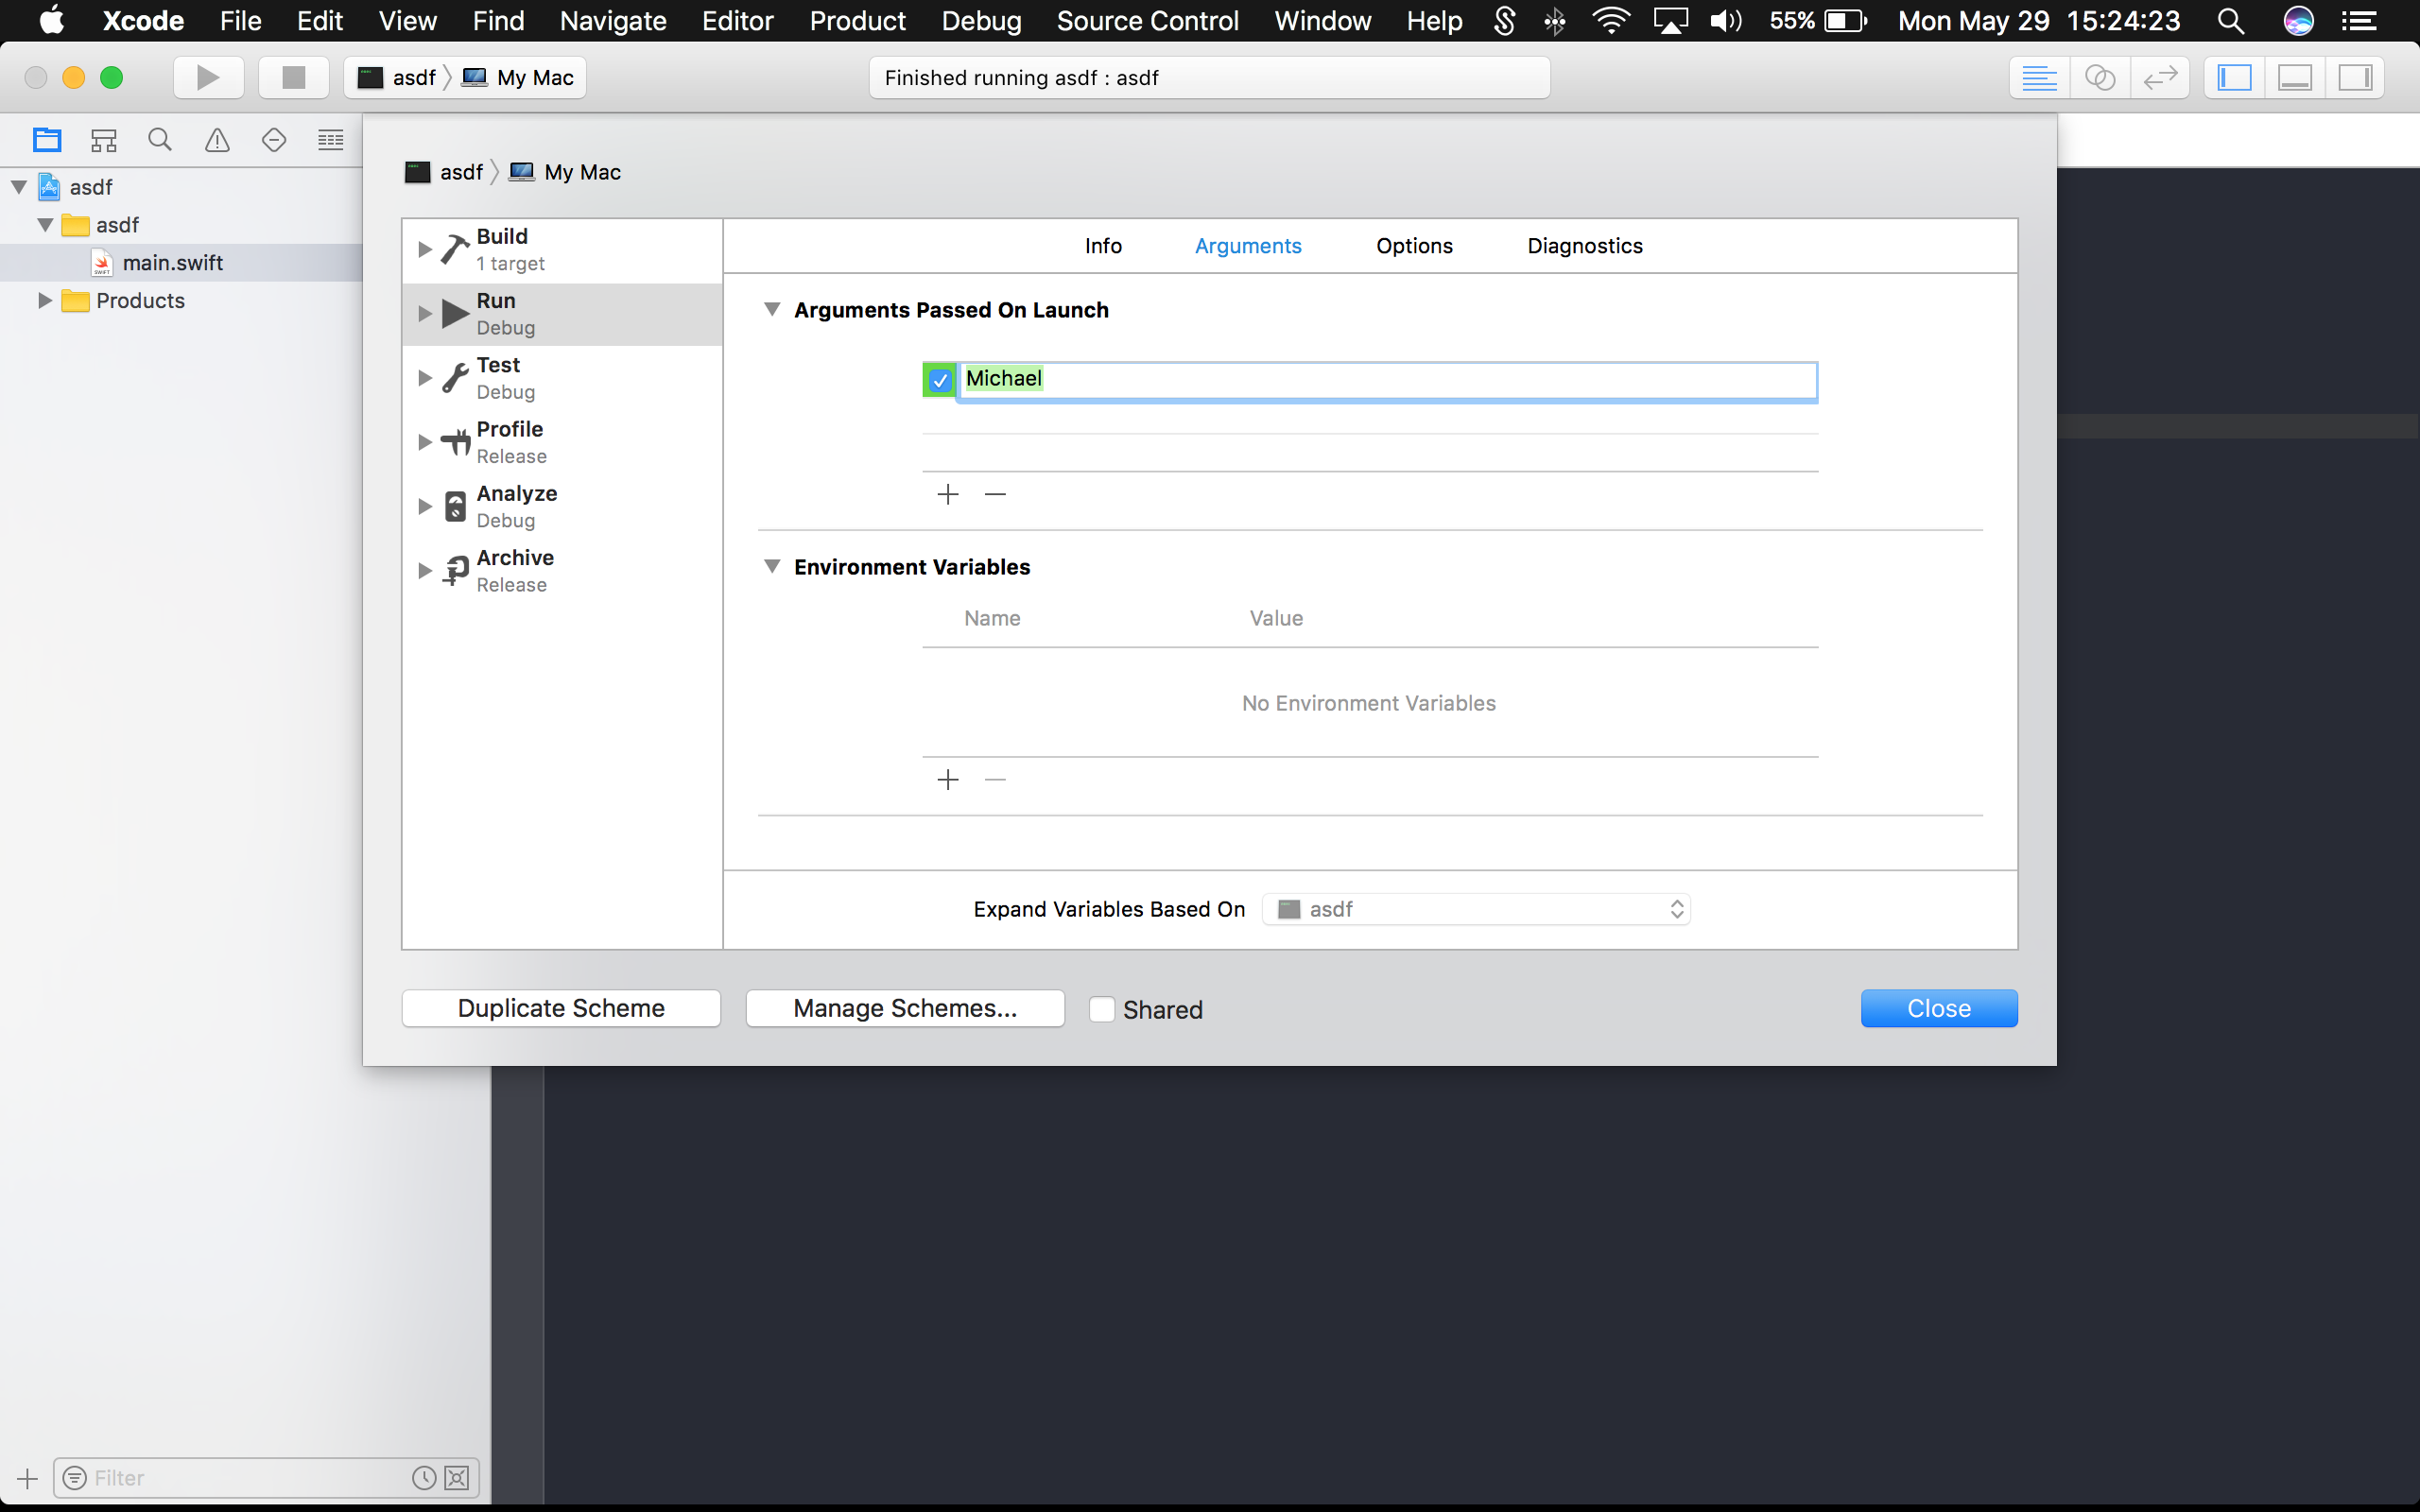 Xcode File Edit View Find Navigate Editor Product Debug Source Control Window Help 55% Mon May 29 15:24:23
asdf My Mac
Finished running asdf : asdf
asdf
asdf
main.swift
Products
asdf My Mac
Build
1 target
Run
Debug
Test
Debug
Profile
Release
Analyze
Debug
Archive
Release
Info Arguments Options Diagnostics
Arguments Passed On Launch
Michael
Environment Variables
Name Value
No Environment Variables
Expand Variables Based On asdf
Duplicate Scheme Manage Schemes... Shared Close
Filter